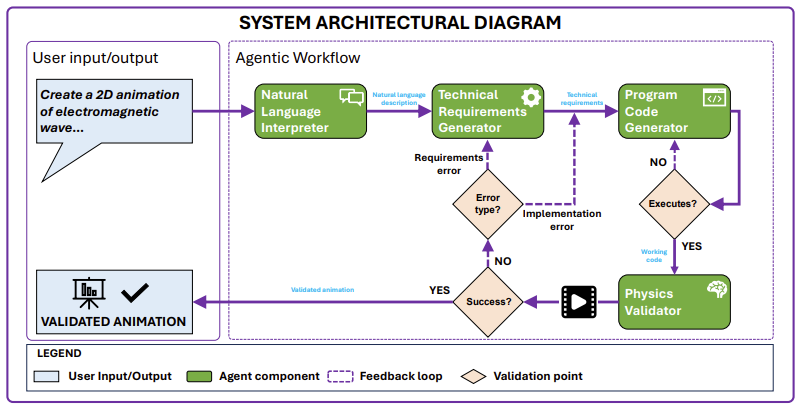 SYSTEM ARCHITECTURAL DIAGRAM
User input/output
Agentic Workflow
Create a 2D animation
of electromagnetic
wave...
Natural
Language
Interpreter
Natural language
description
Technical
Requirements
Generator
Technical
requirements
Program
Code
Generator
Requirements
error
Error
type?
Implementation
error
NO
Executes?
YES
Working
code
NO
Physics
Validator
Success?
YES
Validated animation
VALIDATED ANIMATION
LEGEND
User Input/Output
Agent component
Feedback loop
Validation point